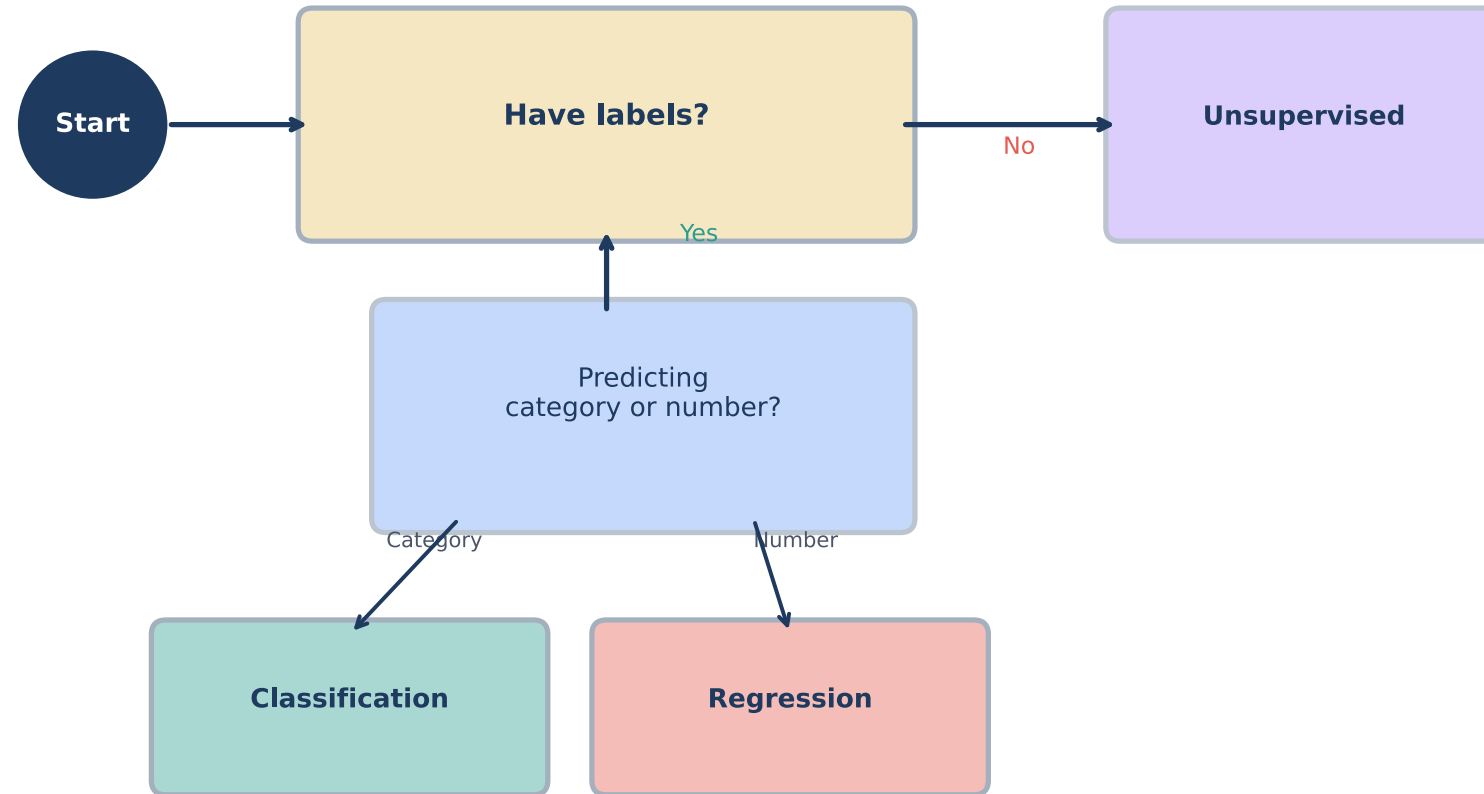 Start
Have labels?
Unsupervised
No
Yes
Predicting
category or number?
Category
Number
Classification
Regression